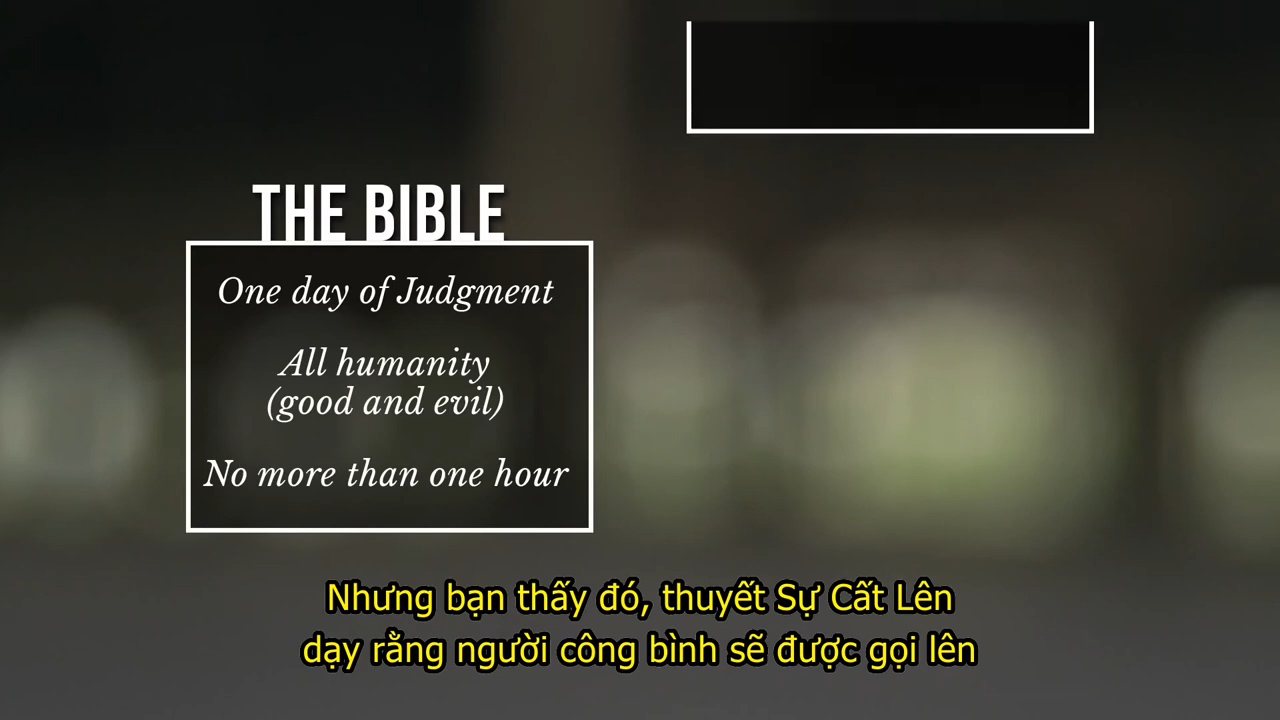 THE BIBLE
One day of Judgment
All humanity
(good and evil)
No more than one hour
Nhưng bạn thấy đó, thuyết Sự Cất Lên
dạy rằng người công bình sẽ được gọi lên